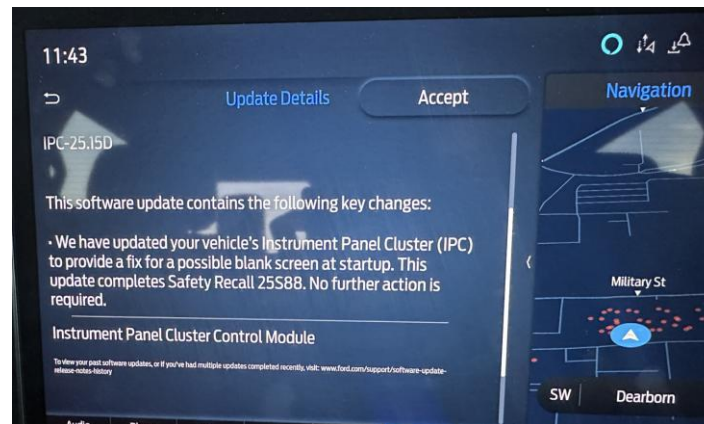 11:43
Update Details
Accept
Navigation
IPC-25.15D
This software update contains the following key changes:
· We have updated your vehicle's Instrument Panel Cluster (IPC)
to provide a fix for a possible blank screen at startup. This
update completes Safety Recall 25S88. No further action is
required.
Instrument Panel Cluster Control Module
To view your past software updates, or if you've had multiple updates completed recently, visit: www.ford.com/support/software-update-
release-notes-history
Military St
SW
Dearborn